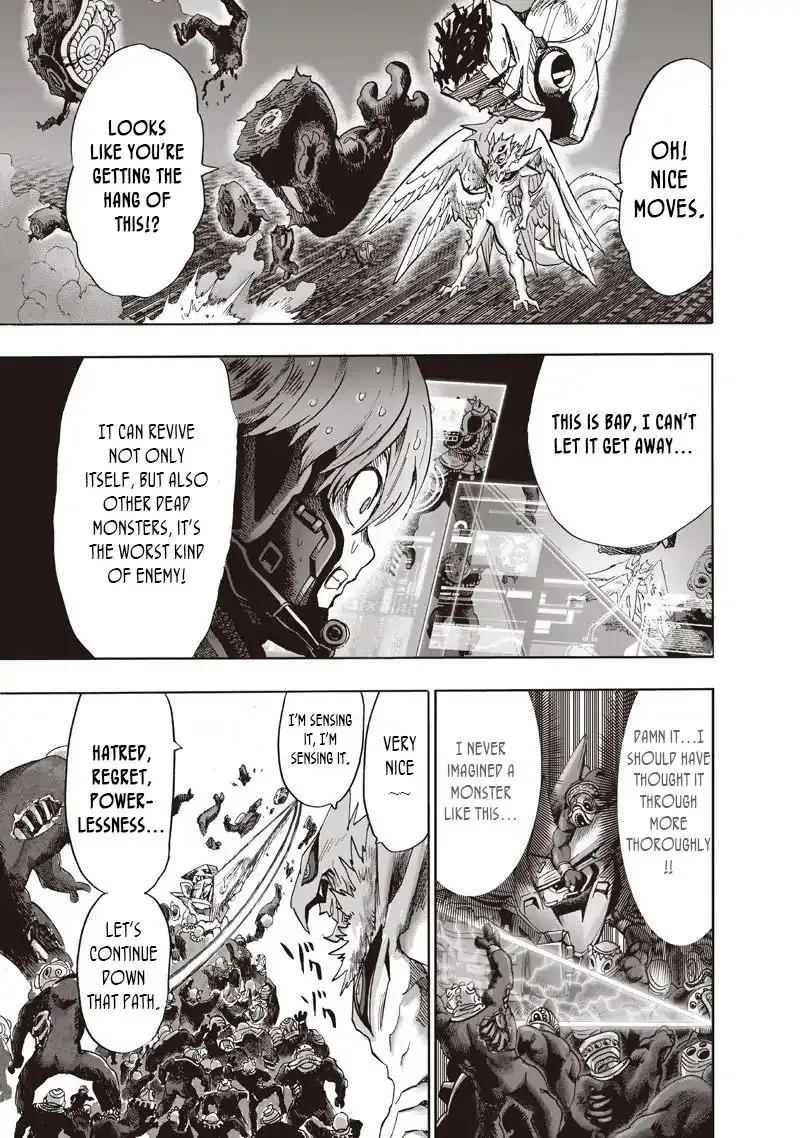 OH!
NICE
MOVES.
LOOKS
LIKE YOU'RE
GETTING THE
HANG OF
THIS!?
THIS IS BAD, I CAN'T
LET IT GET AWAY...
IT CAN REVIVE
NOT ONLY
ITSELF, BUT ALSO
OTHER DEAD
MONSTERS, IT'S
THE WORST KIND
OF ENEMY!
DAMN IT...I
SHOULD HAVE
THOUGHT IT
THROUGH
MORE
THOROUGHLY
!!
I NEVER
IMAGINED A
MONSTER
LIKE THIS...
VERY
NICE
~~
I'M SENSING
IT, I'M
SENSING IT.
HATRED,
REGRET,
POWER-
LESSNESS...
LET'S
CONTINUE
DOWN
THAT PATH.